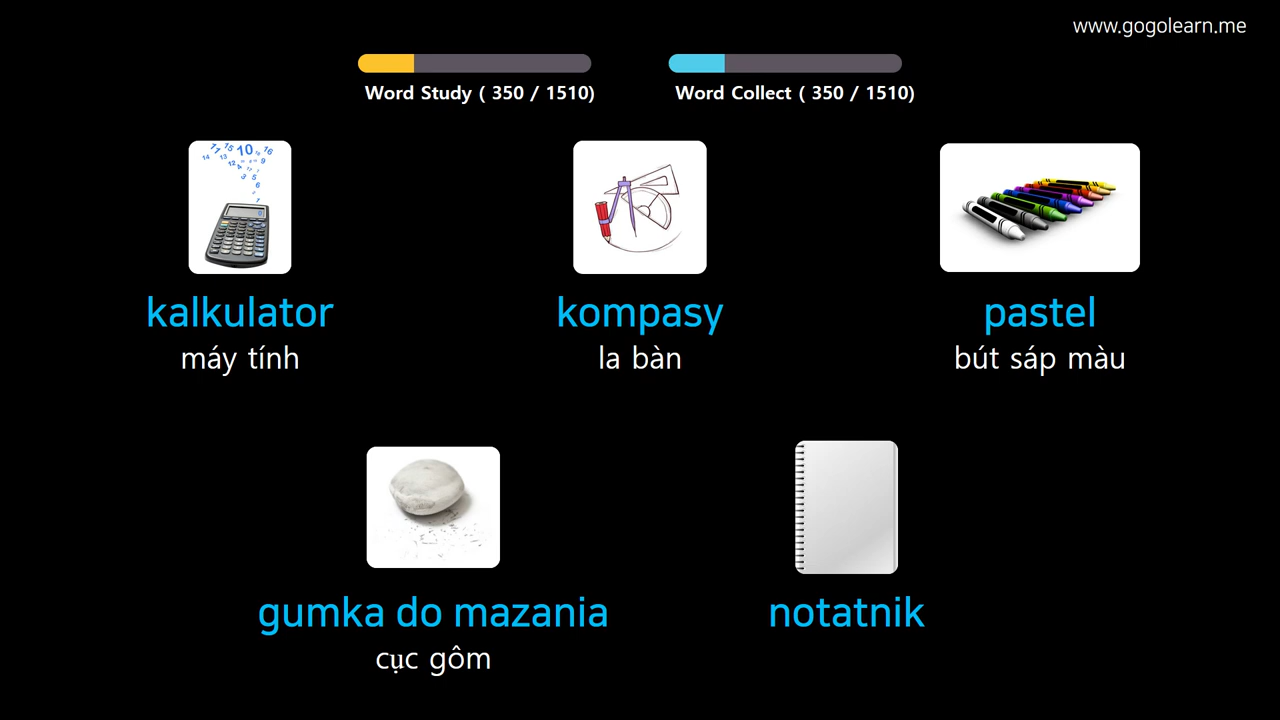 www.gogolearn.me
Word Study ( 350 / 1510)
Word Collect ( 350 / 1510)
kalkulator
máy tính
kompasy
la bàn
pastel
bút sáp màu
gumka do mazania
cục gôm
notatnik